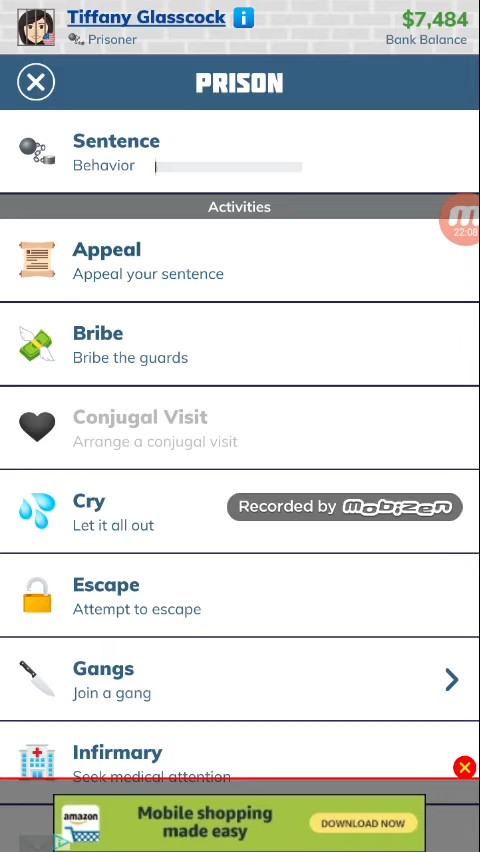 Tiffany Glasscock
$7,484
Prisoner
Bank Balance
PRISON
Sentence
Behavior
Activities
22:08
Appeal
Appeal your sentence
Bribe
Bribe the guards
Conjugal Visit
Arrange a conjugal visit
Cry
Let it all out
Recorded by mobizen
Escape
Attempt to escape
Gangs
Join a gang
Infirmary
Seek medical attention
amazon
Mobile shopping
made easy
DOWNLOAD NOW